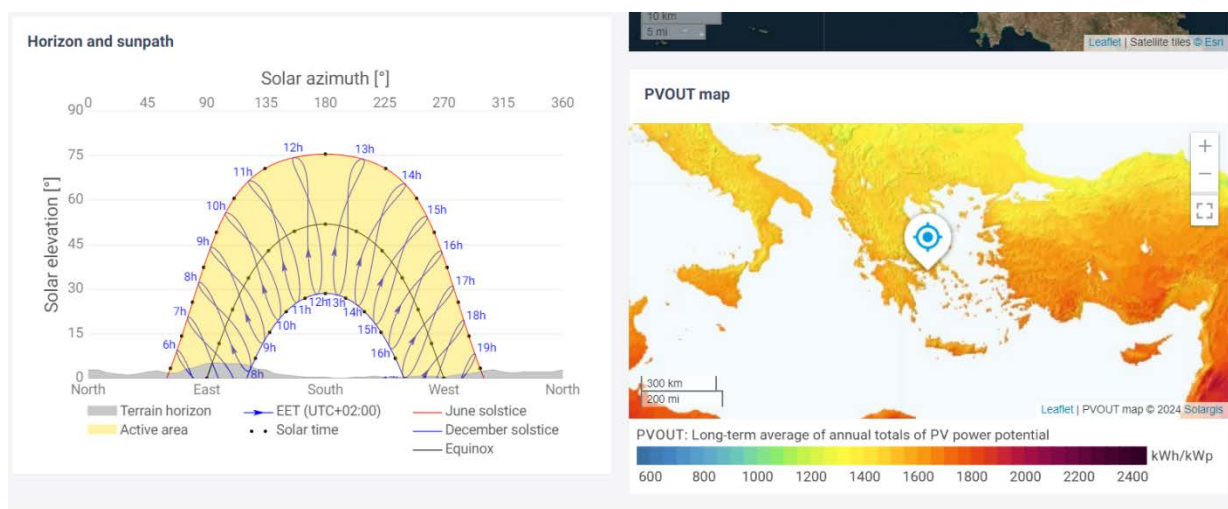 Horizon and sunpath
Solar azimuth [°]
0 45 90 135 180 225 270 315 360
Solar elevation [°]
90
75
60
45
30
15
0
12h 13h
11h 14h
10h 15h
9h 16h
8h 17h
7h 18h
6h 19h
12h 13h
11h 14h
10h 15h
9h 16h
8h
North East South West North
Terrain horizon EET (UTC+02:00) June solstice
Active area Solar time December solstice
Equinox
10 km
5 mi
Leaflet | Satellite tiles © Esri
PVOUT map
+
−
300 km
200 mi
Leaflet | PVOUT map © 2024 Solargis
PVOUT: Long-term average of annual totals of PV power potential
kWh/kWp
600 800 1000 1200 1400 1600 1800 2000 2200 2400